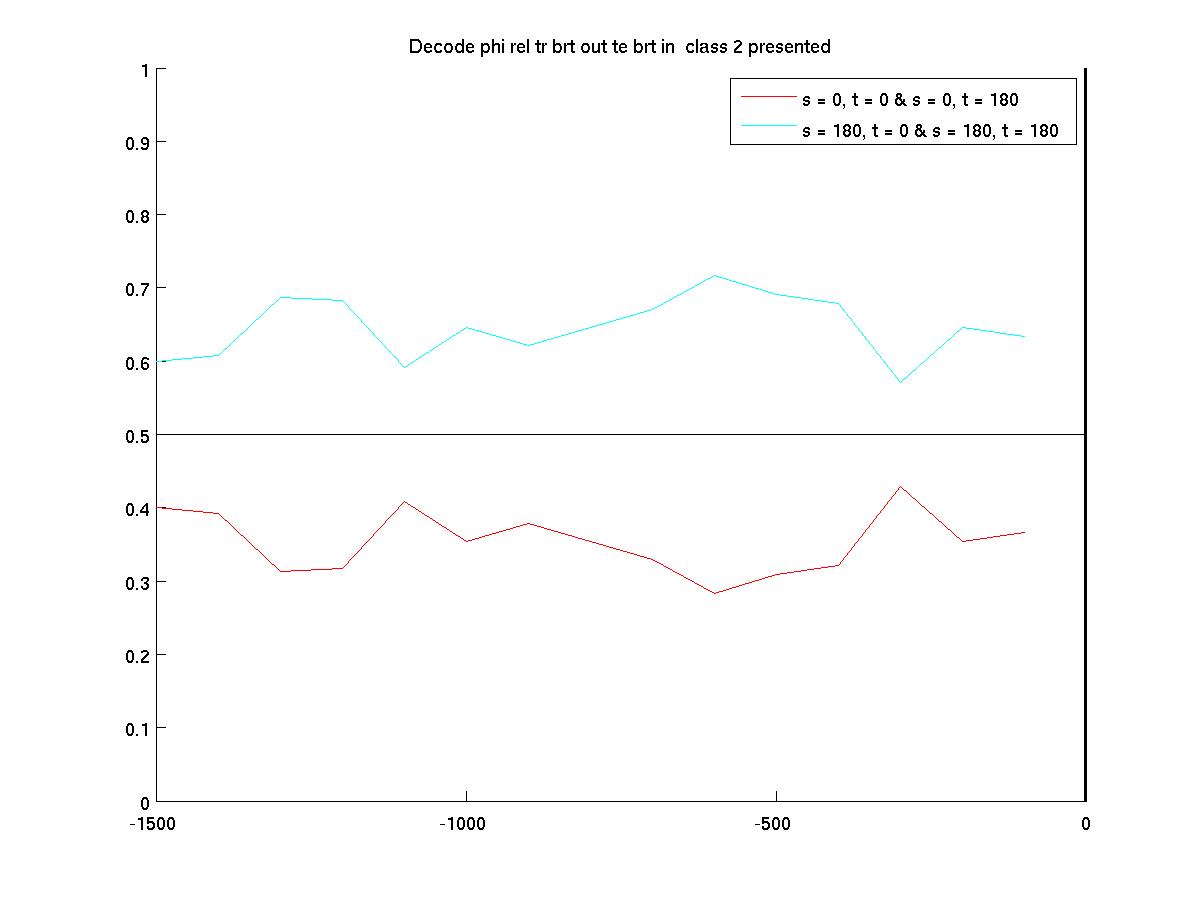 Decode phi rel tr brt out te brt in  class 2 presented
1
s = 0, t = 0 & s = 0, t = 180
s = 180, t = 0 & s = 180, t = 180
0.9
0.8
0.7
0.6
0.5
0.4
0.3
0.2
0.1
0
-1500 -1000 -500 0